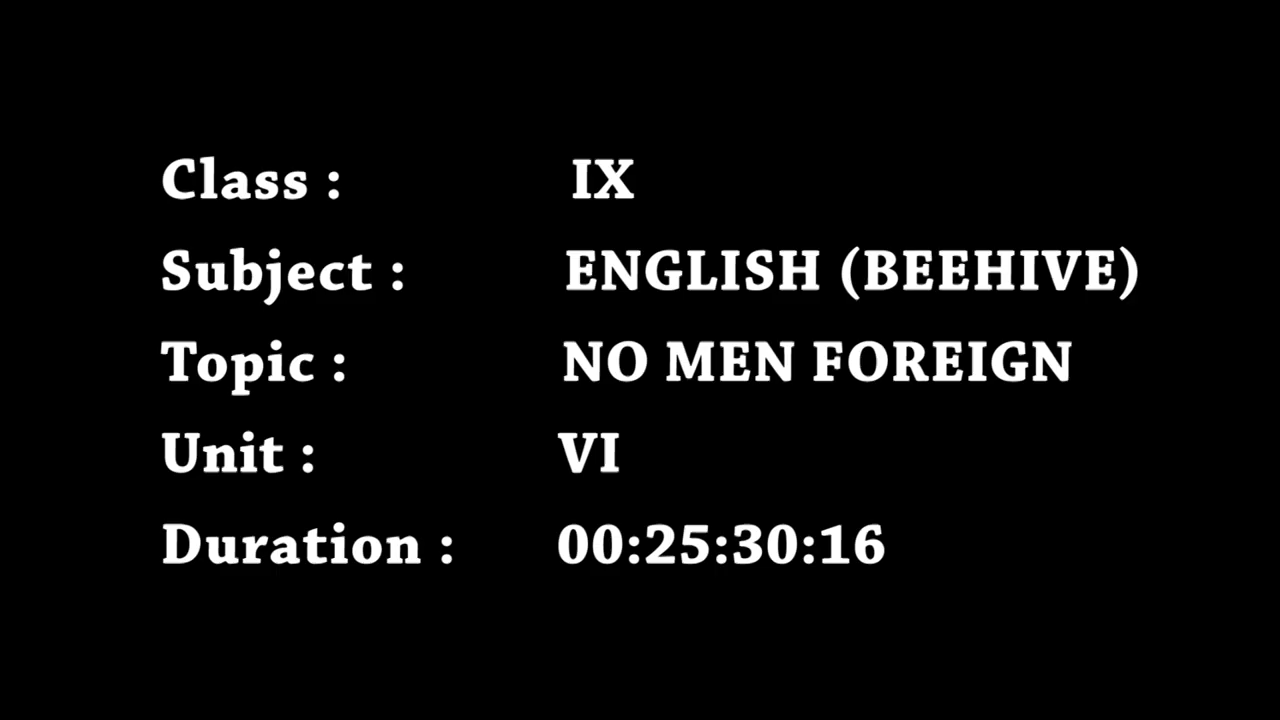 Class : IX
Subject : ENGLISH (BEEHIVE)
Topic : NO MEN FOREIGN
Unit : VI
Duration : 00:25:30:16